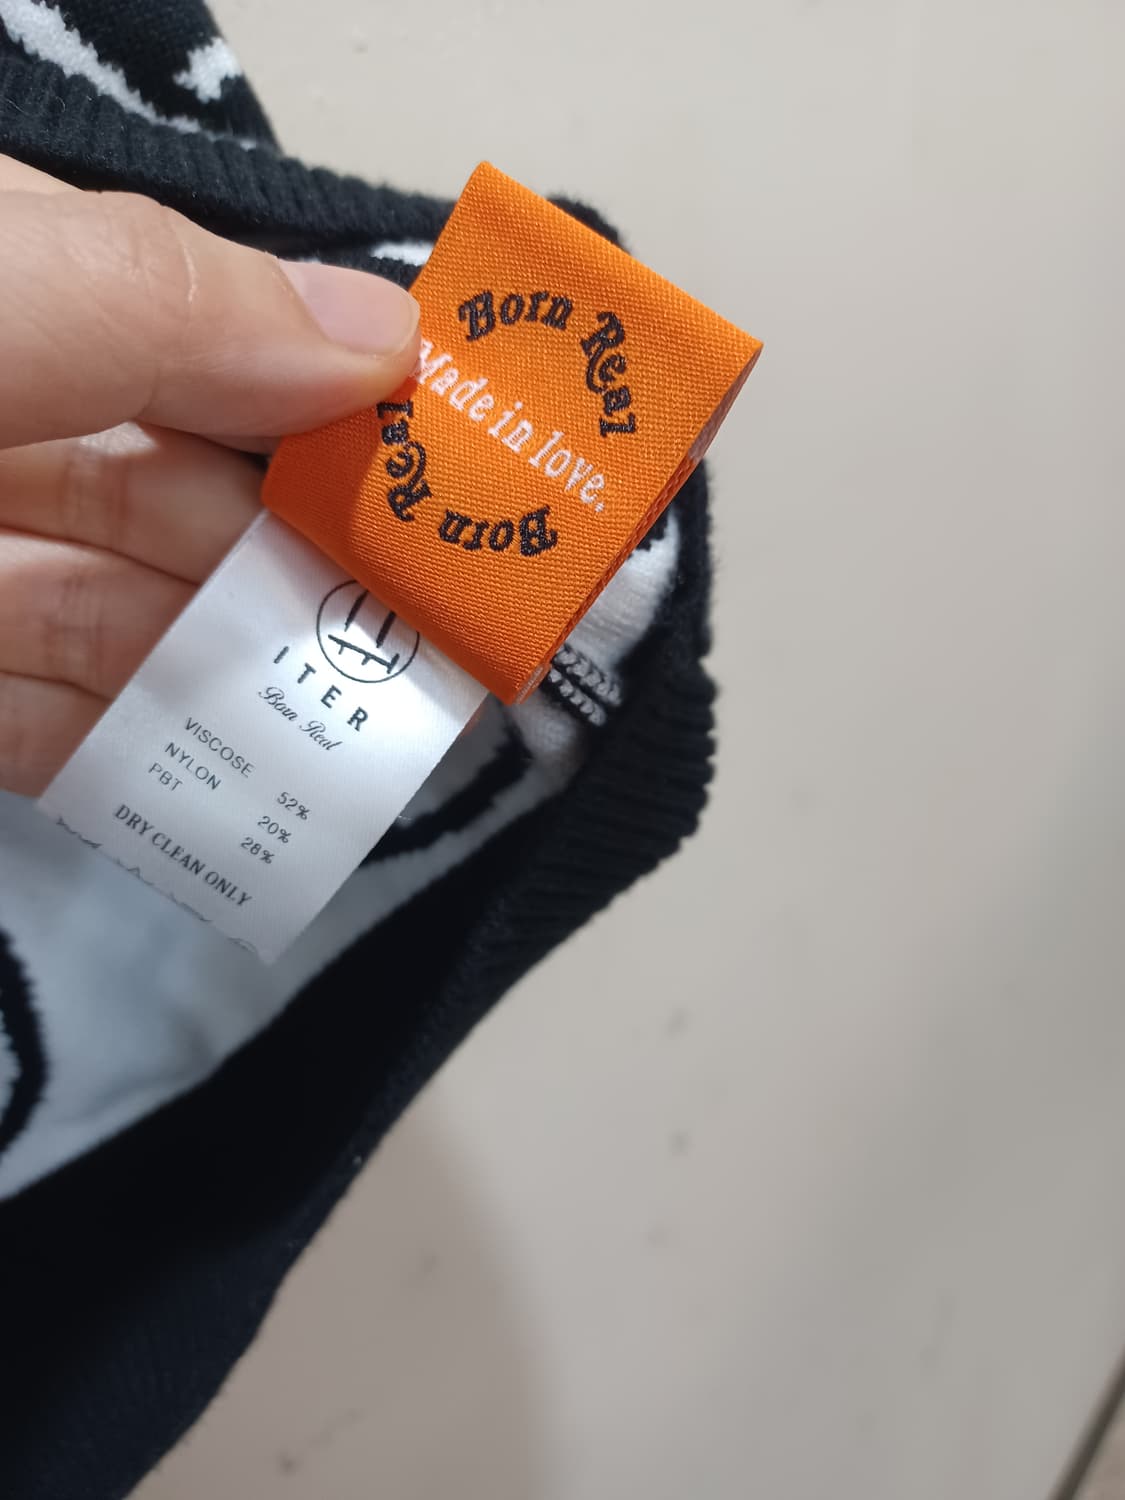 Born Real
Made in love.
Born Real
ITER
Born Real
VISCOSE 52%
NYLON 20%
PBT 28%
DRY CLEAN ONLY